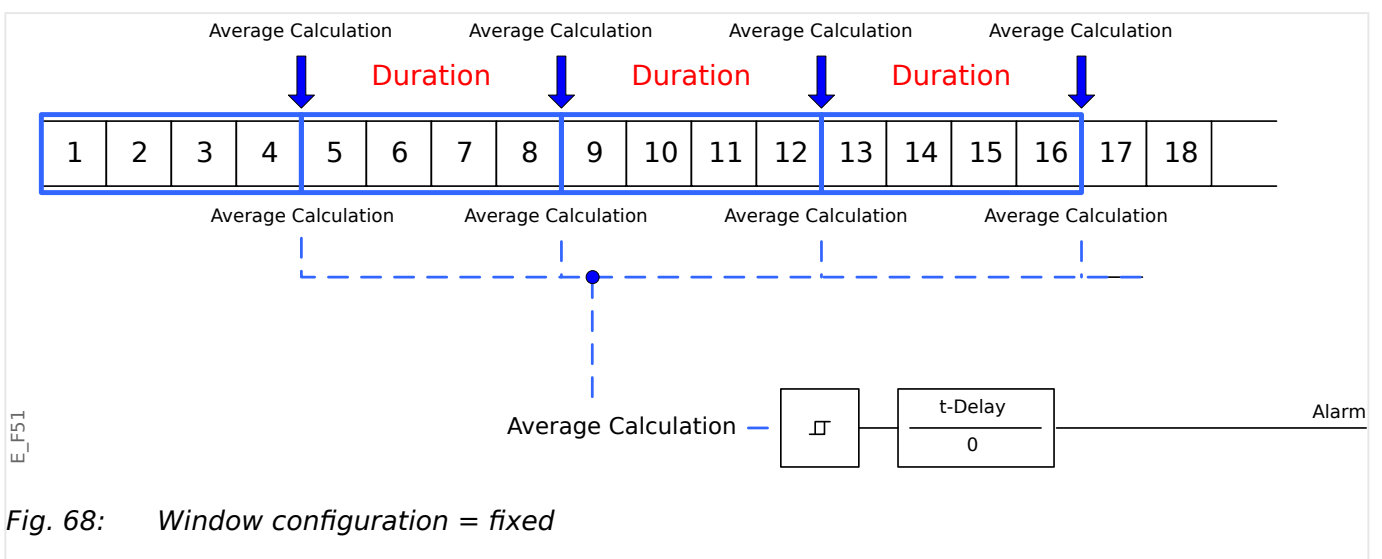 Average Calculation Average Calculation Average Calculation Average Calculation
Duration Duration Duration
1 2 3 4 5 6 7 8 9 10 11 12 13 14 15 16 17 18
Average Calculation Average Calculation Average Calculation Average Calculation
t-Delay
Alarm
Average Calculation
0
E_F51
Fig. 68: Window configuration = fixed